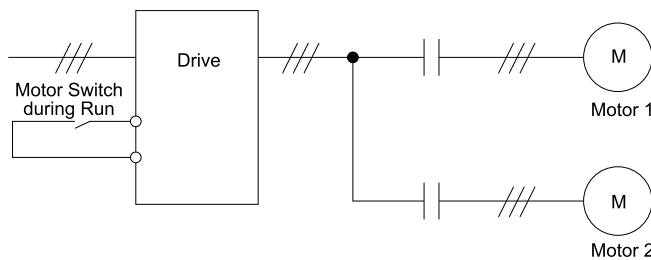 Drive
Motor Switch
during Run
M
Motor 1
M
Motor 2